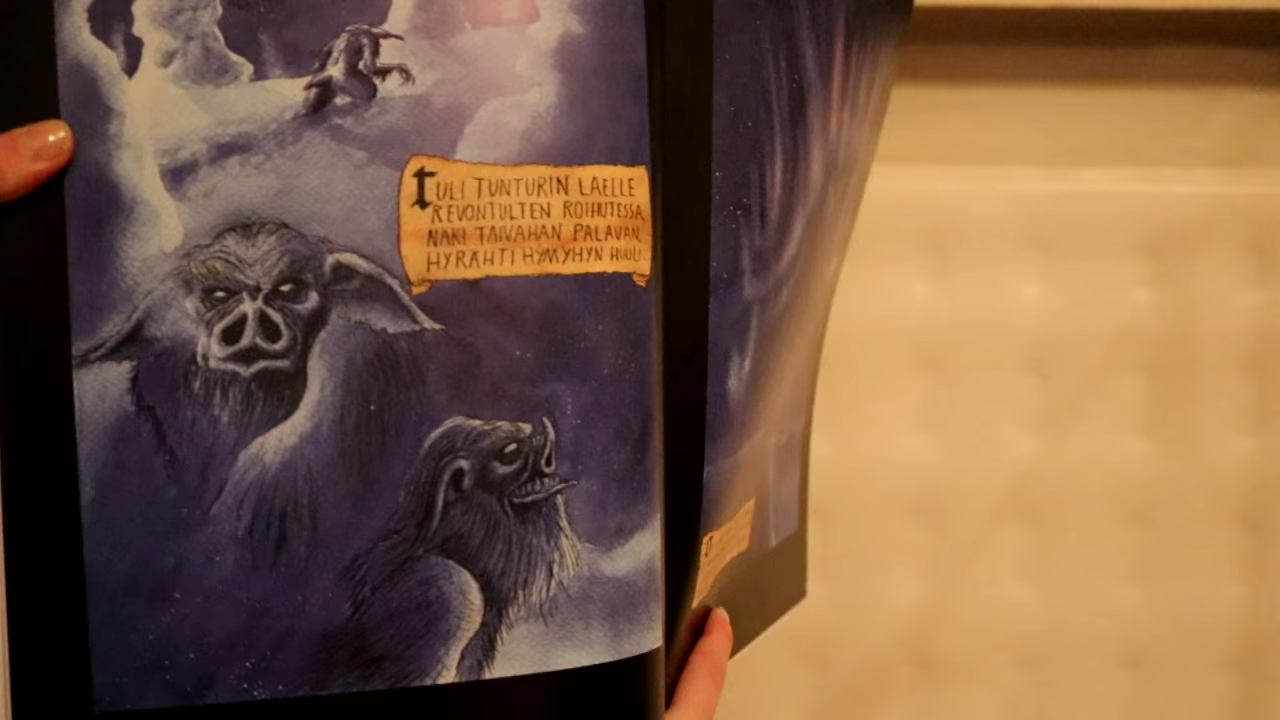 TULI TUNTURIN LAELLE
REVONTULTEN ROIHUTESSA,
NÄKI TAIVAHAN PALAVAN,
HYRÄHTI HYMYHYN HUULI